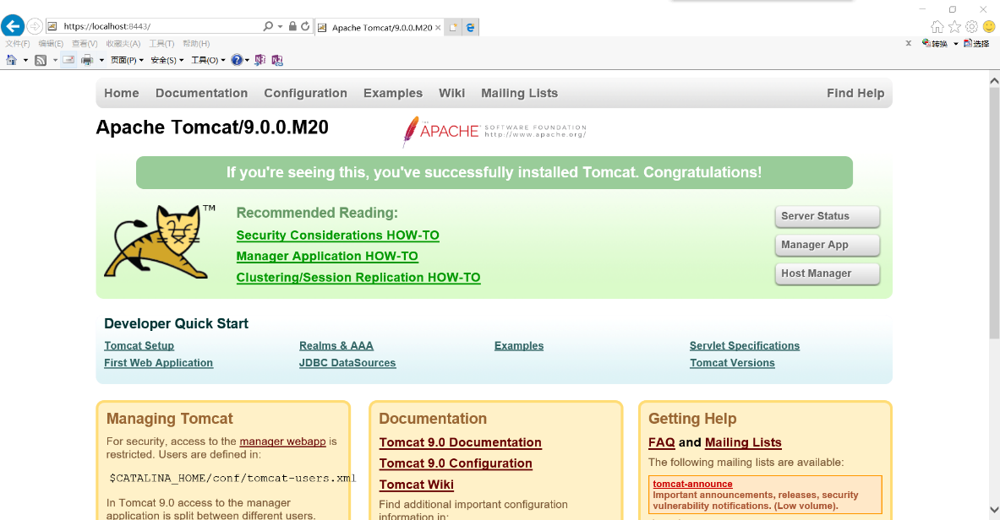 https://localhost:8443/
Apache Tomcat/9.0.0.M20
文件(F) 编辑(E) 查看(V) 收藏夹(A) 工具(T) 帮助(H)
x 转换 选择
页面(P) 安全(S) 工具(O)
Home Documentation Configuration Examples Wiki Mailing Lists Find Help
Apache Tomcat/9.0.0.M20
THE
APACHE SOFTWARE FOUNDATION
http://www.apache.org/
If you're seeing this, you've successfully installed Tomcat. Congratulations!
TM
Recommended Reading:
Security Considerations HOW-TO
Manager Application HOW-TO
Clustering/Session Replication HOW-TO
Server Status
Manager App
Host Manager
Developer Quick Start
Tomcat Setup
First Web Application
Realms & AAA
JDBC DataSources
Examples
Servlet Specifications
Tomcat Versions
Managing Tomcat
For security, access to the manager webapp is
restricted. Users are defined in:
$CATALINA_HOME/conf/tomcat-users.xml
In Tomcat 9.0 access to the manager
application is split between different users.
Documentation
Tomcat 9.0 Documentation
Tomcat 9.0 Configuration
Tomcat Wiki
Find additional important configuration
information in:
Getting Help
FAQ and Mailing Lists
The following mailing lists are available:
tomcat-announce
Important announcements, releases, security
vulnerability notifications. (Low volume).